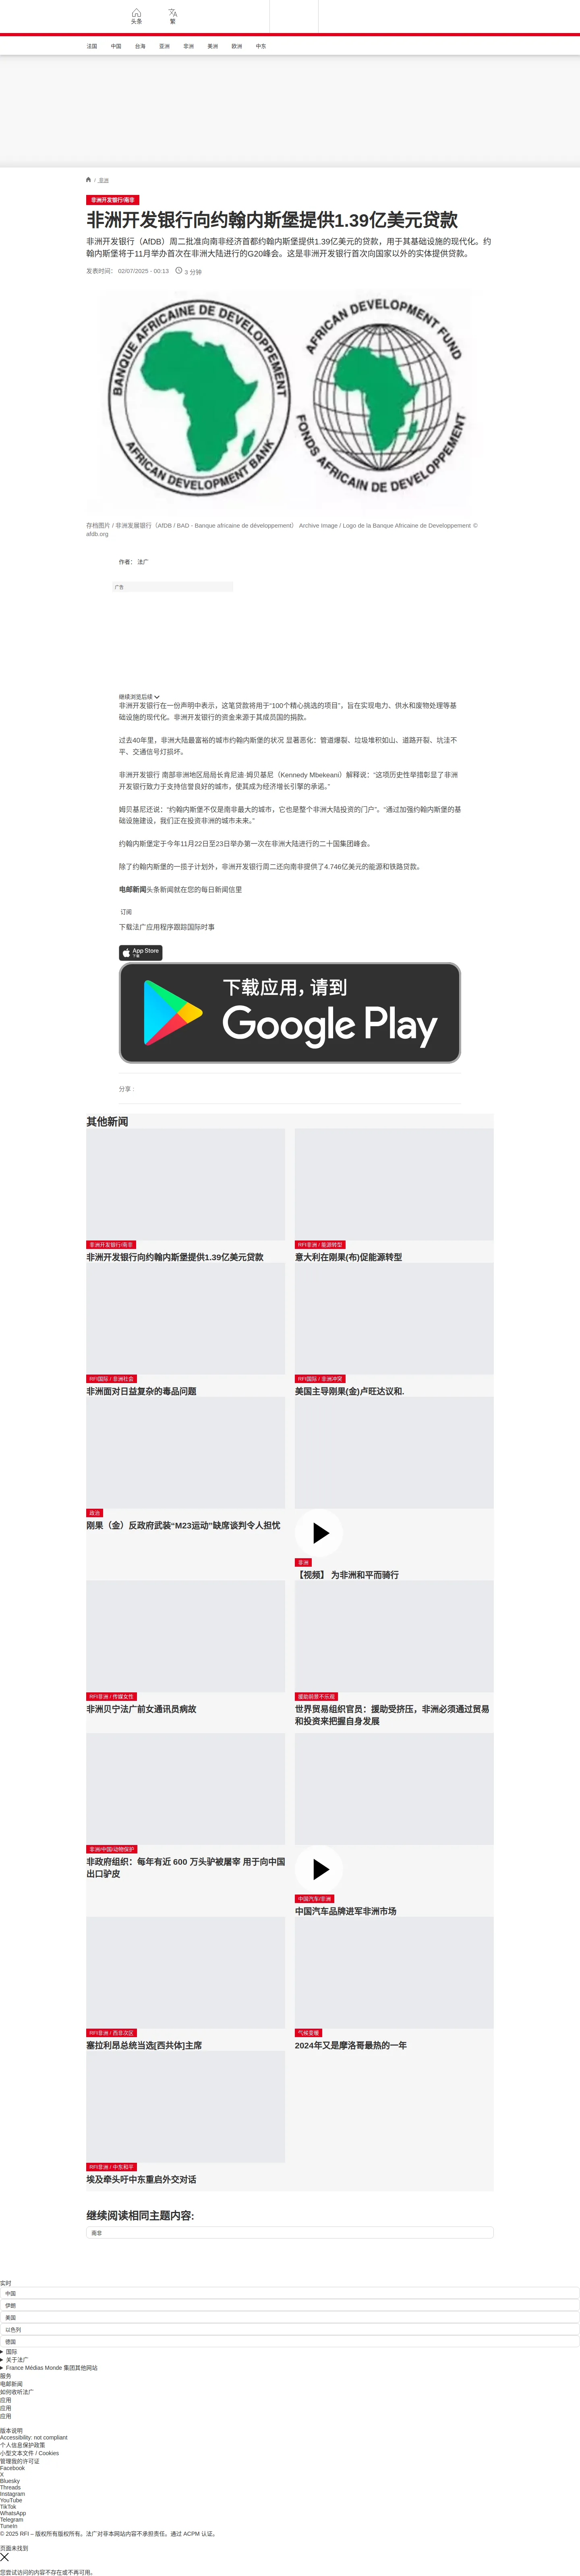 头条
繁
法国 中国 台海 亚洲 非洲 美洲 欧洲 中东
/ 非洲
非洲开发银行/南非
非洲开发银行向约翰内斯堡提供1.39亿美元贷款
非洲开发银行（AfDB）周二批准向南非经济首都约翰内斯堡提供1.39亿美元的贷款，用于其基础设施的现代化。约
翰内斯堡将于11月举办首次在非洲大陆进行的G20峰会。这是非洲开发银行首次向国家以外的实体提供贷款。
发表时间： 02/07/2025 - 00:13 3 分钟
BANQUE AFRICAINE DE DEVELOPPEMENT
AFRICAN DEVELOPMENT BANK
AFRICAN DEVELOPMENT FUND
FONDS AFRICAIN DE DEVELOPPEMENT
存档图片 / 非洲发展银行（AfDB / BAD - Banque africaine de développement） Archive Image / Logo de la Banque Africaine de Developpement ©
afdb.org
作者： 法广
广告
继续浏览后续
非洲开发银行在一份声明中表示，这笔贷款将用于“100个精心挑选的项目”，旨在实现电力、供水和废物处理等基
础设施的现代化。非洲开发银行的资金来源于其成员国的捐款。
过去40年里，非洲大陆最富裕的城市约翰内斯堡的状况 显著恶化：管道爆裂、垃圾堆积如山、道路开裂、坑洼不
平、交通信号灯损坏。
非洲开发银行 南部非洲地区局局长肯尼迪·姆贝基尼（Kennedy Mbekeani）解释说：“这项历史性举措彰显了非洲
开发银行致力于支持信誉良好的城市，使其成为经济增长引擎的承诺。”
姆贝基尼还说：“约翰内斯堡不仅是南非最大的城市，它也是整个非洲大陆投资的门户”。“通过加强约翰内斯堡的基
础设施建设，我们正在投资非洲的城市未来。”
约翰内斯堡定于今年11月22日至23日举办第一次在非洲大陆进行的二十国集团峰会。
除了约翰内斯堡的一揽子计划外，非洲开发银行周二还向南非提供了4.746亿美元的能源和铁路贷款。
电邮新闻头条新闻就在您的每日新闻信里
订阅
下载法广应用程序跟踪国际时事
App Store
下载
下载应用，请到
Google Play
分享 :
其他新闻
非洲开发银行/南非
非洲开发银行向约翰内斯堡提供1.39亿美元贷款
RFI非洲 / 能源转型
意大利在刚果(布)促能源转型
RFI国际 / 非洲社会
非洲面对日益复杂的毒品问题
RFI国际 / 非洲冲突
美国主导刚果(金)卢旺达议和.
政治
刚果（金）反政府武装“M23运动”缺席谈判令人担忧
非洲
【视频】 为非洲和平而骑行
RFI非洲 / 传媒女性
非洲贝宁法广前女通讯员病故
援助前景不乐观
世界贸易组织官员：援助受挤压，非洲必须通过贸易
和投资来把握自身发展
非洲/中国/动物保护
非政府组织：每年有近 600 万头驴被屠宰 用于向中国
出口驴皮
中国汽车/非洲
中国汽车品牌进军非洲市场
RFI非洲 / 西非次区
塞拉利昂总统当选[西共体]主席
气候变暖
2024年又是摩洛哥最热的一年
RFI非洲 / 中东和平
埃及牵头吁中东重启外交对话
继续阅读相同主题内容:
南非
实时
中国
伊朗
美国
以色列
德国
国际
关于法广
France Médias Monde 集团其他网站
服务
电邮新闻
如何收听法广
应用
应用
应用
版本说明
Accessibility: not compliant
个人信息保护政策
小型文本文件 / Cookies
管理我的许可证
Facebook
X
Bluesky
Threads
Instagram
YouTube
TikTok
WhatsApp
Telegram
TuneIn
© 2025 RFI – 版权所有版权所有。法广对非本网站内容不承担责任。通过 ACPM 认证。
页面未找到
您尝试访问的内容不存在或不再可用。